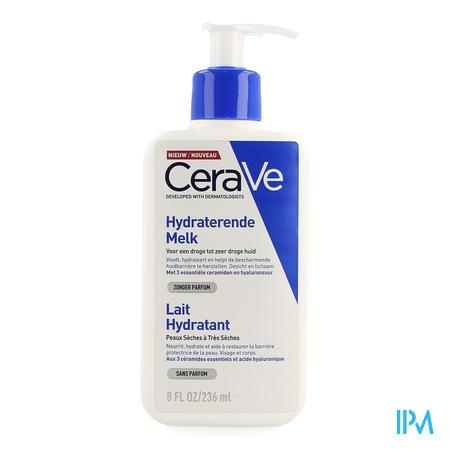 NIEUW / NOUVEAU
CeraVe
DEVELOPED WITH DERMATOLOGISTS
Hydraterende
Melk
Voor een droge tot zeer droge huid
Voedt, hydrateert en helpt de beschermende
huidbarrière te herstellen. Gezicht en lichaam
Met 3 essentiële ceramiden en hyaluronzuur
ZONDER PARFUM
Lait
Hydratant
Peaux Sèches à Très Sèches
Nourrit, hydrate et aide à restaurer la barrière
protectrice de la peau. Visage et corps
Aux 3 céramides essentiels et acide hyaluronique
SANS PARFUM
8 FL OZ/236 ml
IPM